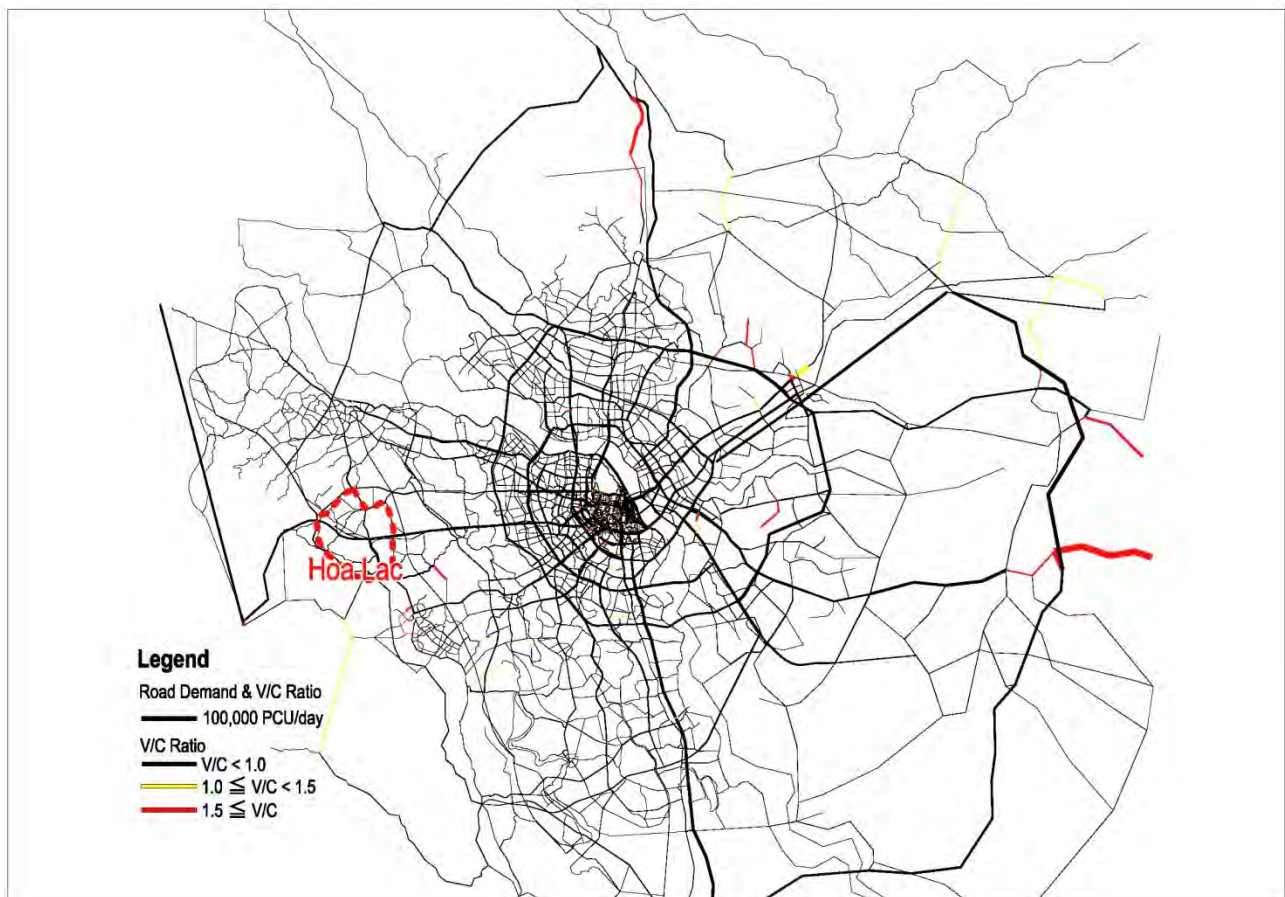 Hoa Lac
Legend
Road Demand & V/C Ratio
100,000 PCU/day
V/C Ratio
V/C < 1.0
1.0 ≦ V/C < 1.5
1.5 ≦ V/C